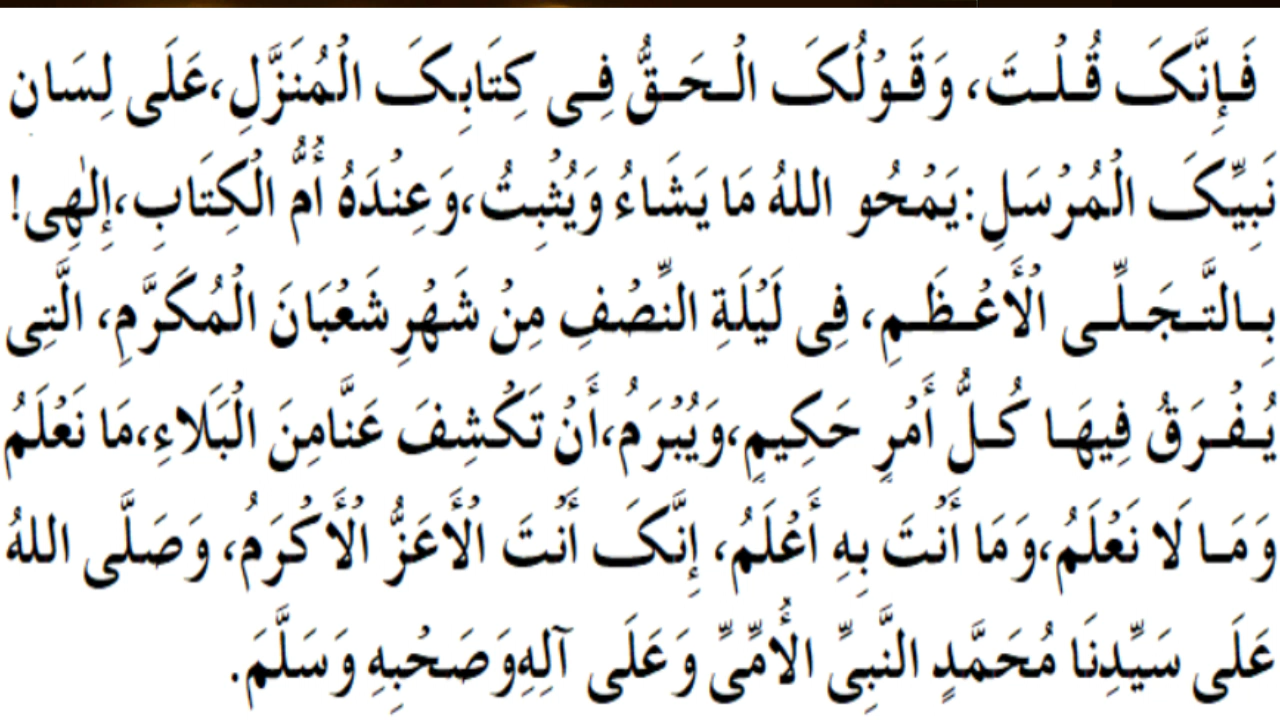 فَإِنَّکَ قُلْتَ، وَقَوْلُکَ الْحَقُّ فِی کِتَابِکَ الْمُنَزَّلِ،عَلَی لِسَان
نَبِیِّکَ الْمُرْسَلِ:یَمْحُو اللهُ مَا یَشَاءُ وَیُثْبِتُ،وَعِنْدَهُ أُمُّ الْکِتَابِ،إِلٰهِی!
بِالتَّجَلِّی الْأَعْظَمِ، فِی لَیْلَةِ النِّصْفِ مِنْ شَهْرِ شَعْبَانَ الْمُکَرَّمِ، الَّتِی
یُفْرَقُ فِیهَا کُلُّ أَمْرٍ حَکِیمٍ،وَیُبْرَمُ،أَنْ تَکْشِفَ عَنَّامِنَ الْبَلَاءِ،مَا نَعْلَمُ
وَمَا لَا نَعْلَمُ،وَمَا أَنْتَ بِهِ أَعْلَمُ، إِنَّکَ أَنْتَ الْأَعَزُّ الْأَکْرَمُ، وَصَلَّی اللهُ
عَلَی سَیِّدِنَا مُحَمَّدٍ النَّبِیِّ الْأُمِّیِّ وَعَلَی آلِهِوَصَحْبِهِ وَسَلَّمَ.